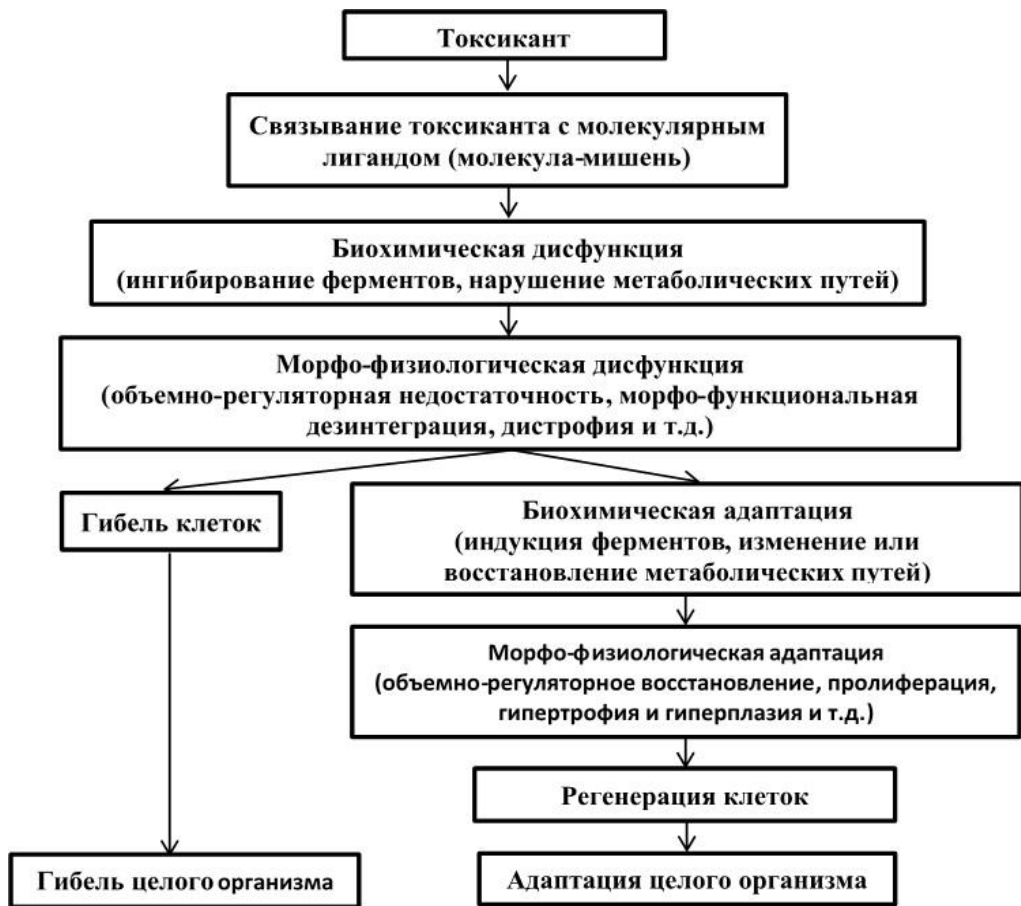 Токсикант
Связывание токсиканта с молекулярным
лигандом (молекула-мишень)
Биохимическая дисфункция
(ингибирование ферментов, нарушение метаболических путей)
Морфо-физиологическая дисфункция
(объемно-регуляторная недостаточность, морфо-функциональная
дезинтеграция, дистрофия и т.д.)
Гибель клеток
Биохимическая адаптация
(индукция ферментов, изменение или
восстановление метаболических путей)
Морфо-физиологическая адаптация
(объемно-регуляторное восстановление, пролиферация,
гипертрофия и гиперплазия и т.д.)
Регенерация клеток
Гибель целого организма
Адаптация целого организма